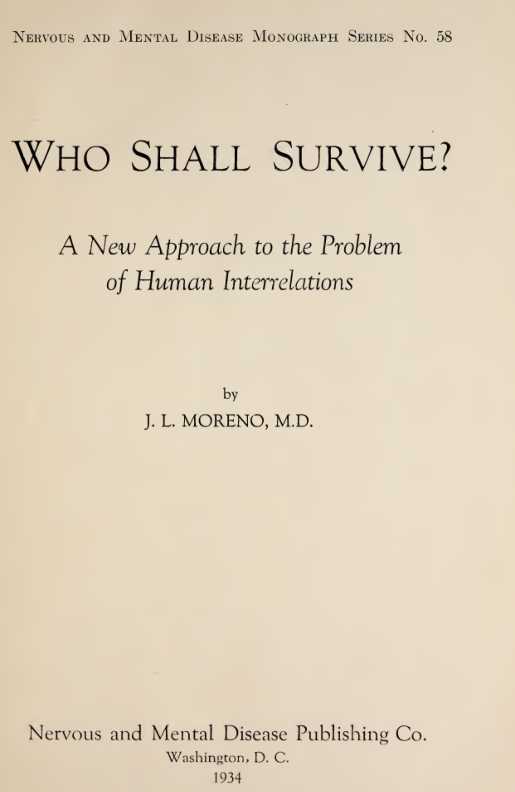 Nervous and Mental Disease Monograph Series No. 58
Who Shall Survive?
A New Approach to the Problem
of Human Interrelations
by
J. L. MORENO, M.D.
Nervous and Mental Disease Publishing Co.
Washington, D. C.
1934